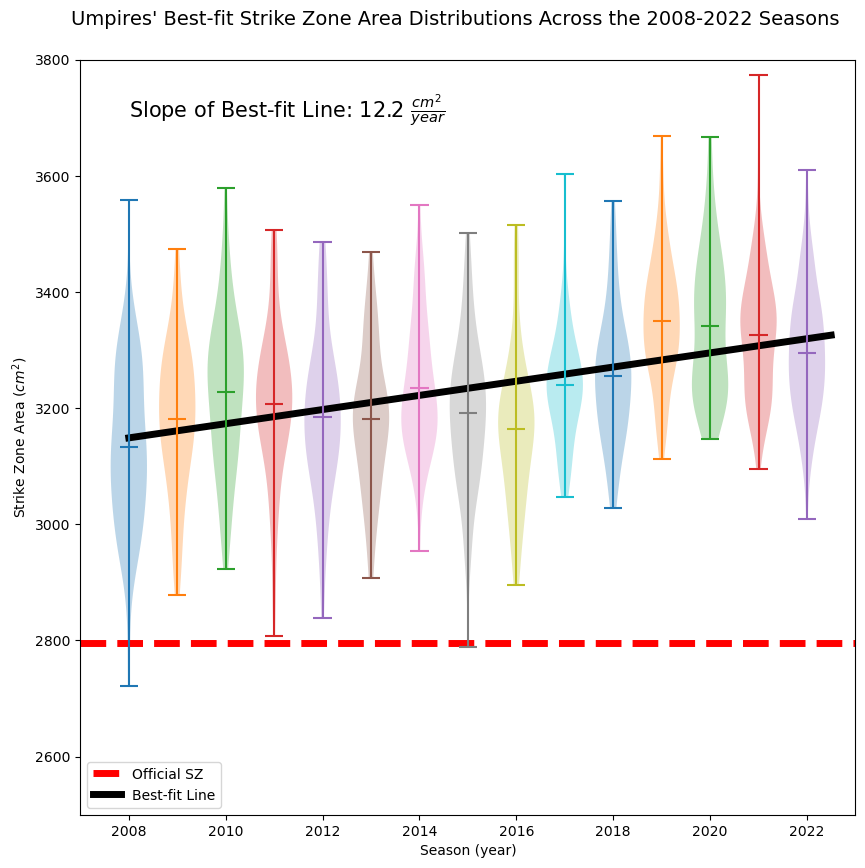 Umpires' Best-fit Strike Zone Area Distributions Across the 2008-2022 Seasons
Slope of Best-fit Line: 12.2 cm²/year
3800
3600
3400
3200
3000
2800
2600
Strike Zone Area (cm²)
Official SZ
Best-fit Line
2008 2010 2012 2014 2016 2018 2020 2022
Season (year)